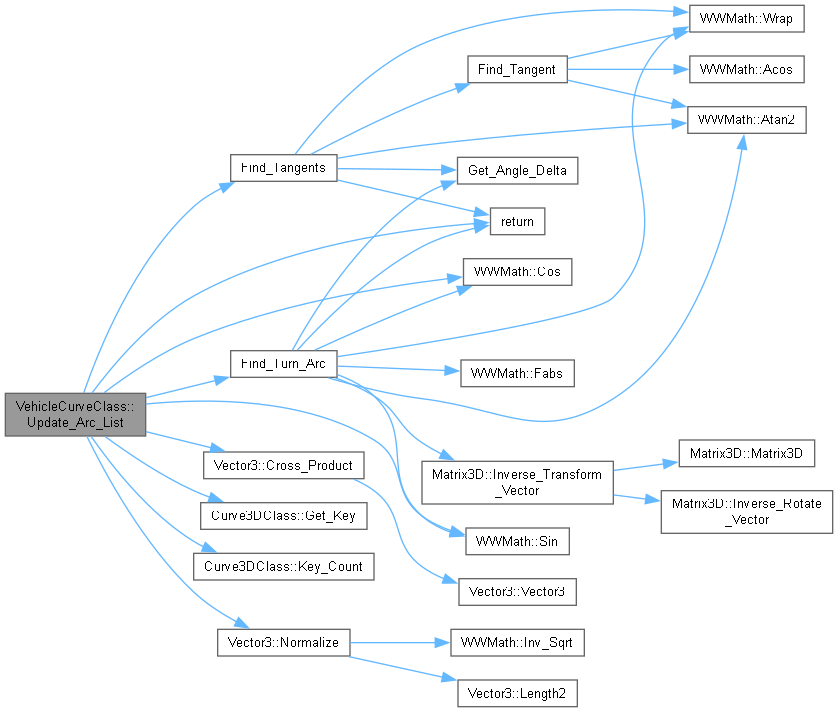 WWMath::Wrap
Find_Tangent
WWMath::Acos
WWMath::Atan2
Find_Tangents
Get_Angle_Delta
return
WWMath::Cos
Find_Turn_Arc
WWMath::Fabs
VehicleCurveClass::
Update_Arc_List
Vector3::Cross_Product
Matrix3D::Inverse_Transform
_Vector
Matrix3D::Matrix3D
Matrix3D::Inverse_Rotate
_Vector
Curve3DClass::Get_Key
WWMath::Sin
Curve3DClass::Key_Count
Vector3::Vector3
Vector3::Normalize
WWMath::Inv_Sqrt
Vector3::Length2